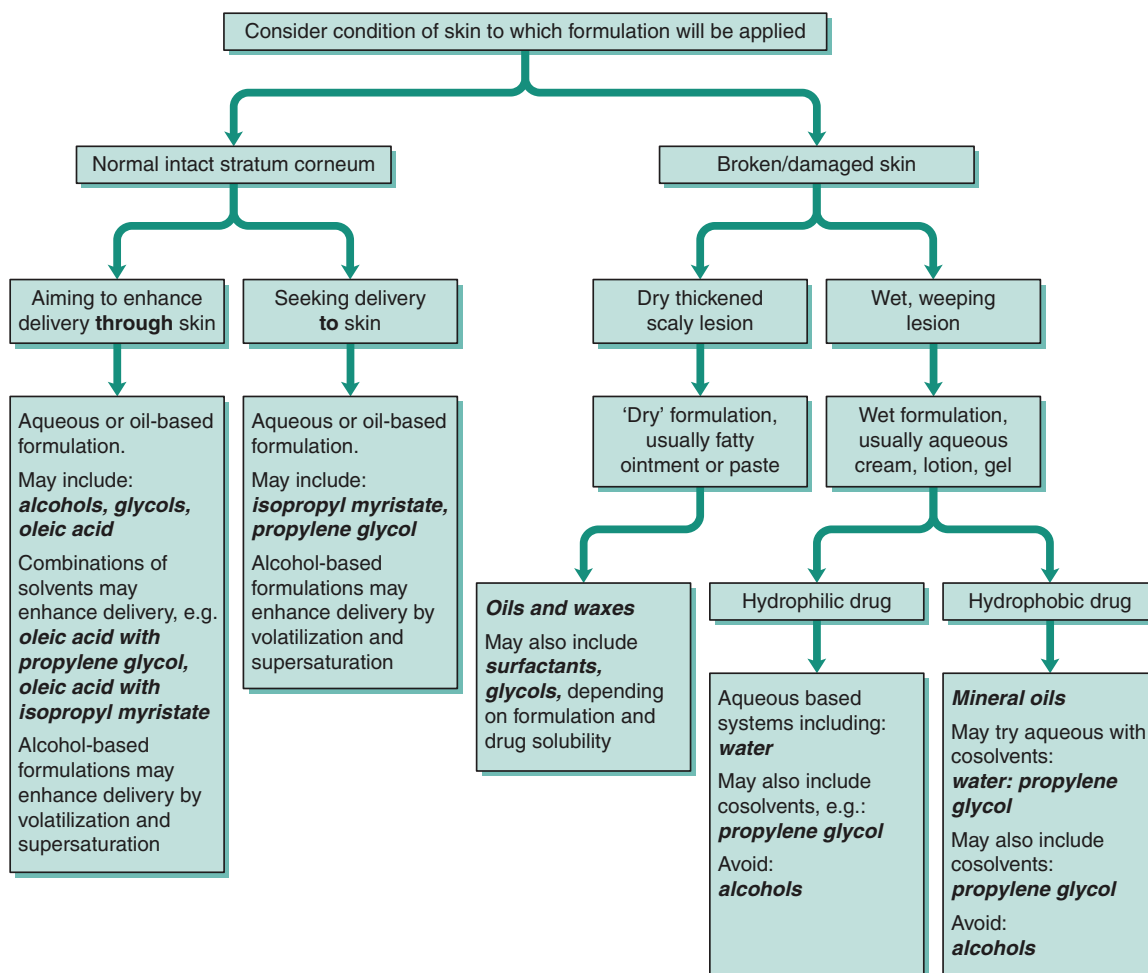 Consider condition of skin to which formulation will be applied
Normal intact stratum corneum
Broken/damaged skin
Aiming to enhance
delivery through skin
Seeking delivery
to skin
Dry thickened
scaly lesion
Wet, weeping
lesion
Aqueous or oil-based
formulation.
May include:
alcohols, glycols,
oleic acid
Combinations of
solvents may
enhance delivery, e.g.
oleic acid with
propylene glycol,
oleic acid with
isopropyl myristate
Alcohol-based
formulations may
enhance delivery by
volatilization and
supersaturation
Aqueous or oil-based
formulation.
May include:
isopropyl myristate,
propylene glycol
Alcohol-based
formulations may
enhance delivery by
volatilization and
supersaturation
‘Dry’ formulation,
usually fatty
ointment or paste
Wet formulation,
usually aqueous
cream, lotion, gel
Oils and waxes
May also include
surfactants,
glycols, depending
on formulation and
drug solubility
Hydrophilic drug
Hydrophobic drug
Aqueous based
systems including:
water
May also include
cosolvents, e.g.:
propylene glycol
Avoid:
alcohols
Mineral oils
May try aqueous with
cosolvents:
water: propylene
glycol
May also include
cosolvents:
propylene glycol
Avoid:
alcohols